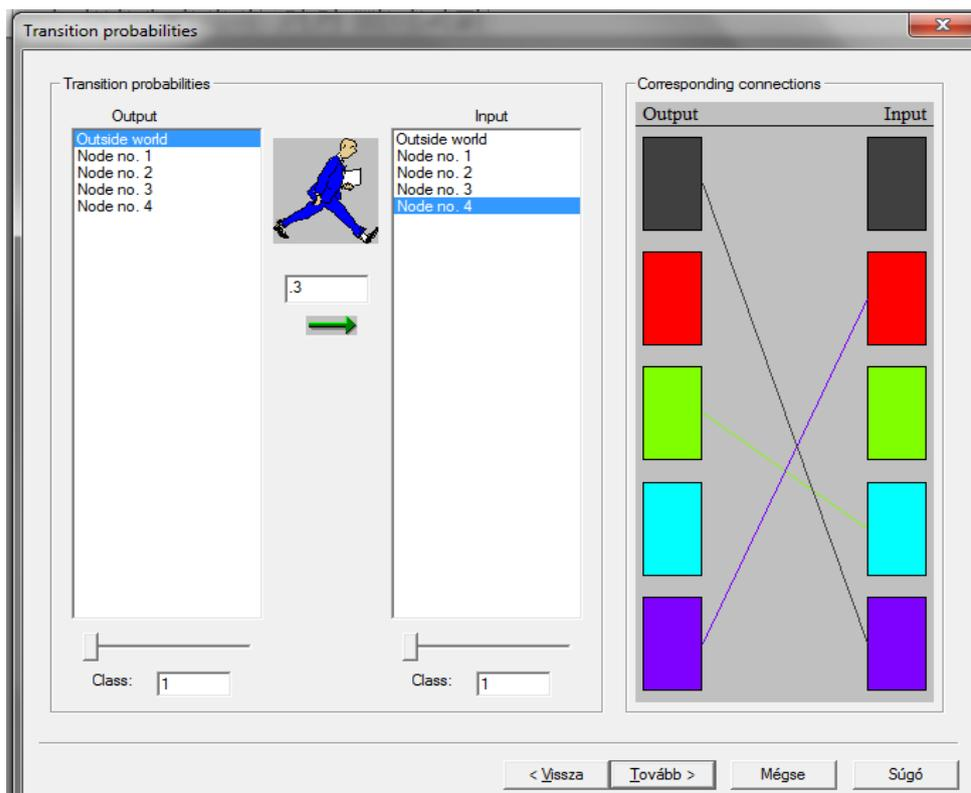 Transition probabilities
Transition probabilities
Output
Input
Outside world
Node no. 1
Node no. 2
Node no. 3
Node no. 4
Outside world
Node no. 1
Node no. 2
Node no. 3
Node no. 4
.3
Class:
1
Class:
1
Corresponding connections
Output
Input
< Vissza
Tovább >
Mégse
Súgó